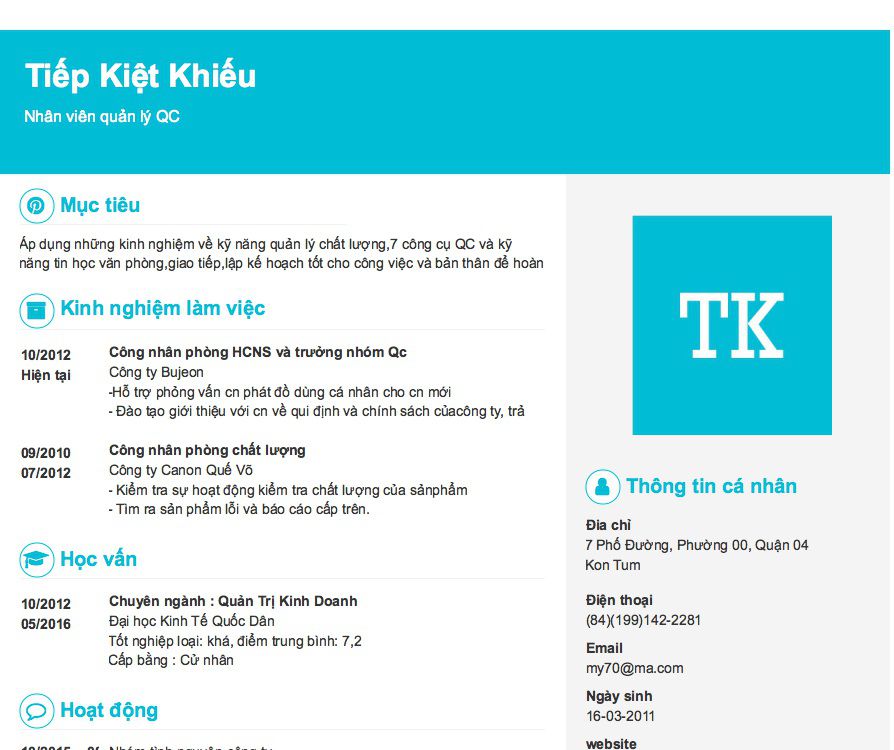 Tiếp Kiệt Khiếu
Nhân viên quản lý QC
Mục tiêu
Áp dụng những kinh nghiệm về kỹ năng quản lý chất lượng,7 công cụ QC và kỹ
năng tin học văn phòng,giao tiếp,lập kế hoạch tốt cho công việc và bản thân để hoàn
Kinh nghiệm làm việc
10/2012
Hiện tại
Công nhân phòng HCNS và trưởng nhóm Qc
Công ty Bujeon
-Hỗ trợ phỏng vấn cn phát đồ dùng cá nhân cho cn mới
- Đào tạo giới thiệu với cn về qui định và chính sách củacông ty, trả
09/2010
07/2012
Công nhân phòng chất lượng
Công ty Canon Quế Võ
- Kiểm tra sự hoạt động kiểm tra chất lượng của sảnphẩm
- Tìm ra sản phẩm lỗi và báo cáo cấp trên.
Học vấn
10/2012
05/2016
Chuyên ngành : Quản Trị Kinh Doanh
Đại học Kinh Tế Quốc Dân
Tốt nghiệp loại: khá, điểm trung bình: 7,2
Cấp bằng : Cử nhân
Hoạt động
10/2015 Nhóm tình nguyện công ty
TK
Thông tin cá nhân
Đia chỉ
7 Phố Đường, Phường 00, Quận 04
Kon Tum
Điện thoại
(84)(199)142-2281
Email
my70@ma.com
Ngày sinh
16-03-2011
website